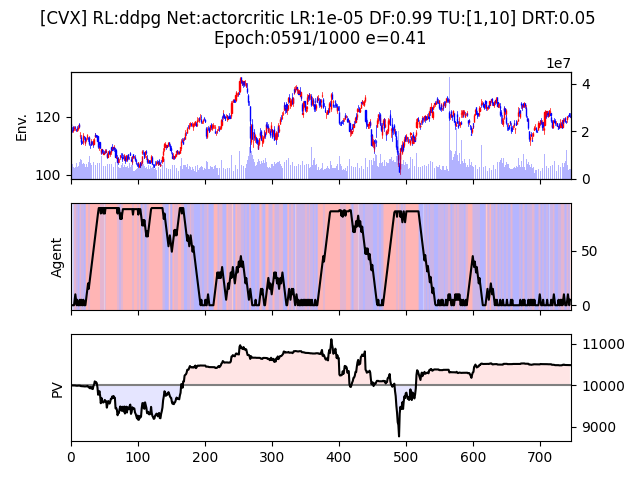 [CVX] RL:ddpg Net:actorcritic LR:1e-05 DF:0.99 TU:[1,10] DRT:0.05
Epoch:0591/1000 e=0.41
1e7
Env.
120
100
4
2
0
Agent
50
0
PV
11000
10000
9000
0 100 200 300 400 500 600 700